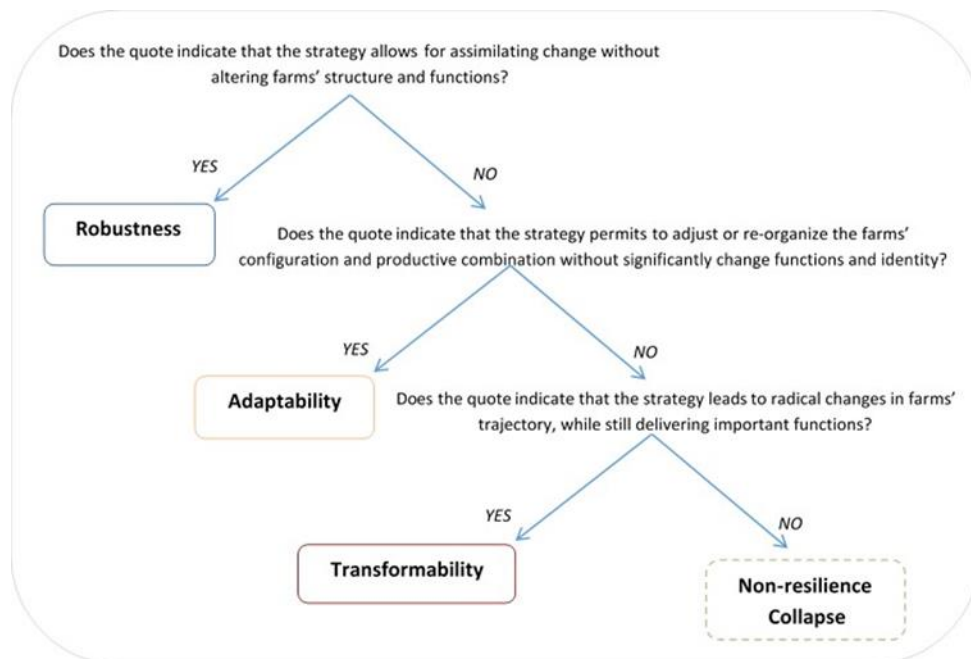 Does the quote indicate that the strategy allows for assimilating change without
altering farms' structure and functions?
YES
NO
Robustness
Does the quote indicate that the strategy permits to adjust or re-organize the farms'
configuration and productive combination without significantly change functions and identity?
YES
NO
Adaptability
Does the quote indicate that the strategy leads to radical changes in farms'
trajectory, while still delivering important functions?
YES
NO
Transformability
Non-resilience
Collapse